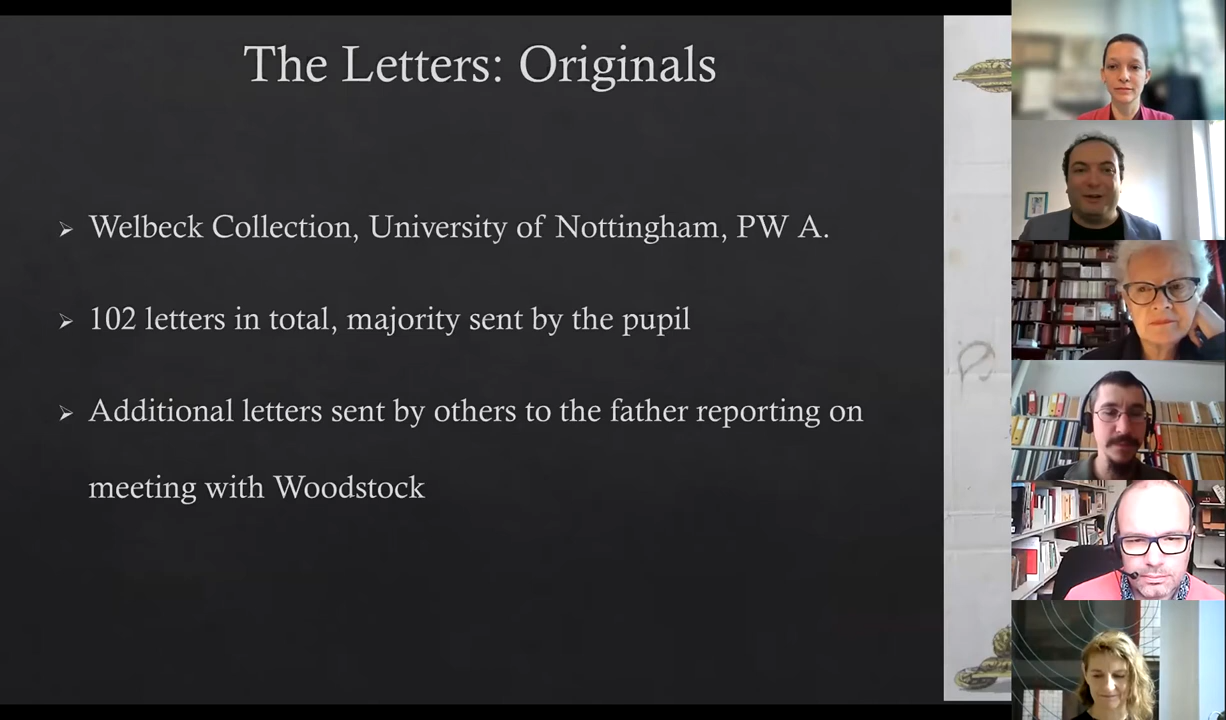 The Letters: Originals
➢ Welbeck Collection, University of Nottingham, PW A.
➢ 102 letters in total, majority sent by the pupil
➢ Additional letters sent by others to the father reporting on
meeting with Woodstock